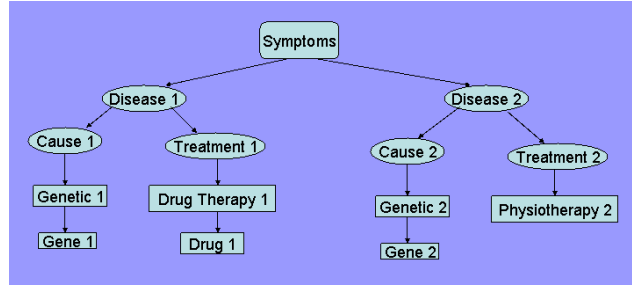 Symptoms
Disease 1
Disease 2
Cause 1
Treatment 1
Cause 2
Treatment 2
Genetic 1
Drug Therapy 1
Genetic 2
Physiotherapy 2
Gene 1
Drug 1
Gene 2